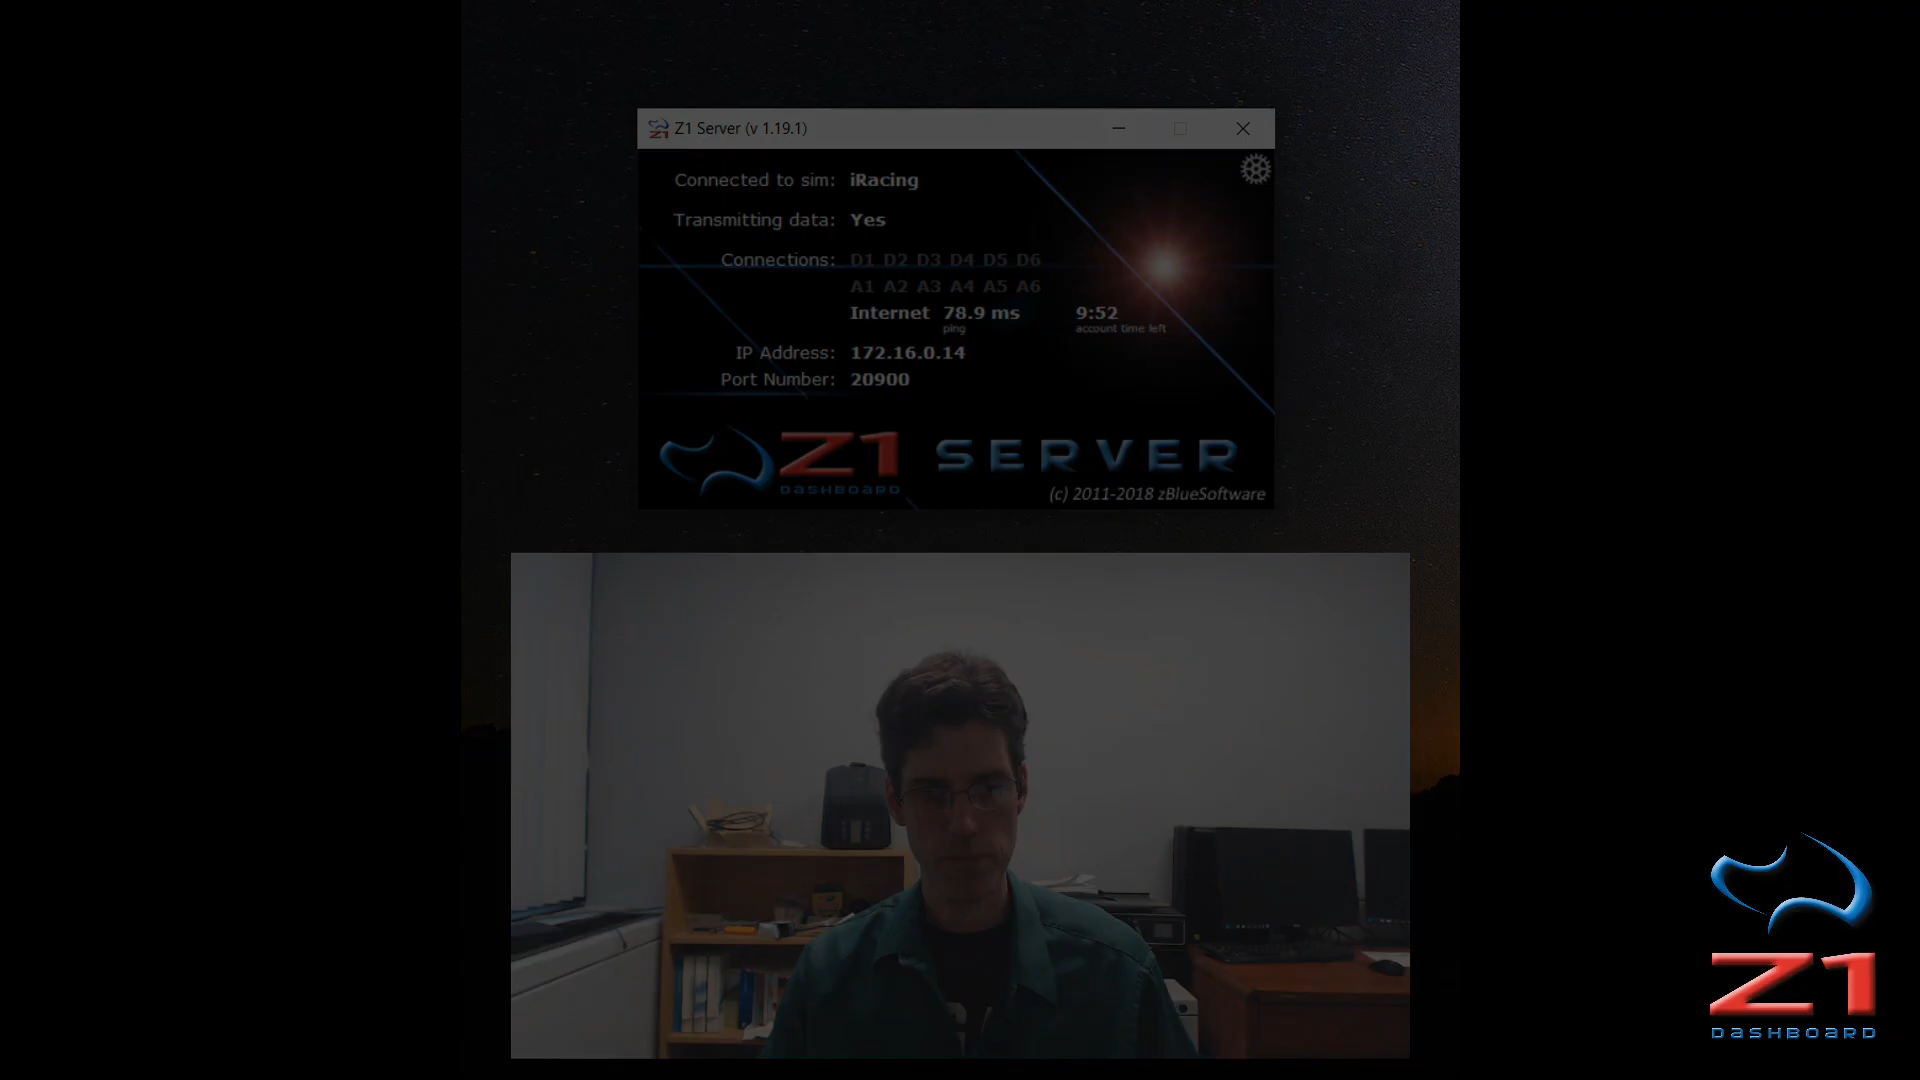 Z1 Server (v 1.19.1)
Connected to sim: iRacing
Transmitting data: Yes
Connections: D1 D2 D3 D4 D5 D6
A1 A2 A3 A4 A5 A6
Internet 78.9 ms 9:52
ping account time left
IP Address: 172.16.0.14
Port Number: 20900
Z1 SERVER
DASHBOARD
(c) 2011-2018 zBlueSoftware
Z1
DASHBOARD